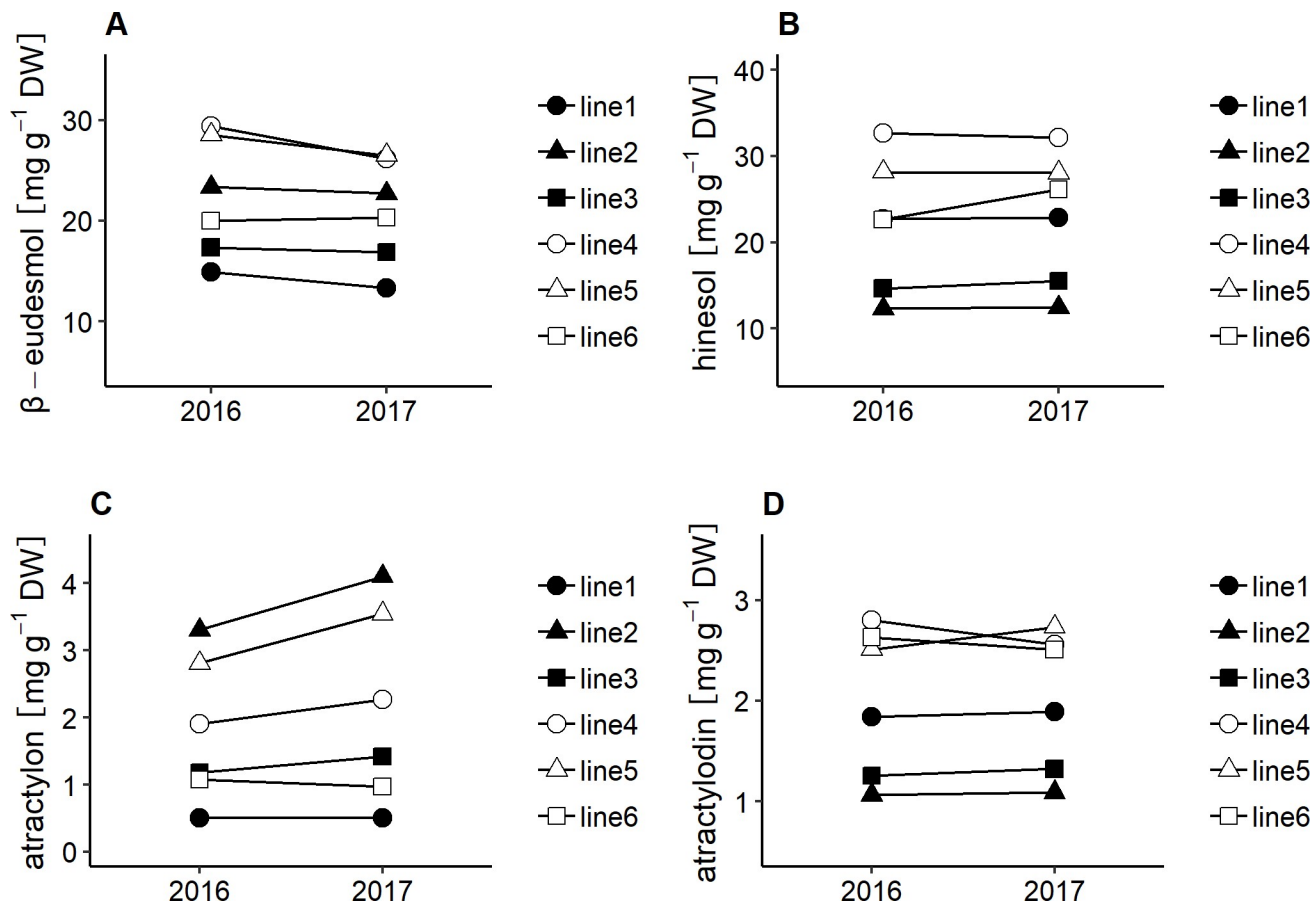 A
β − eudesmol [mg g⁻¹ DW]
30
20
10
2016 2017
line1
line2
line3
line4
line5
line6
B
hinesol [mg g⁻¹ DW]
40
30
20
10
2016 2017
line1
line2
line3
line4
line5
line6
C
atractylon [mg g⁻¹ DW]
4
3
2
1
0
2016 2017
line1
line2
line3
line4
line5
line6
D
atractylodin [mg g⁻¹ DW]
3
2
1
2016 2017
line1
line2
line3
line4
line5
line6